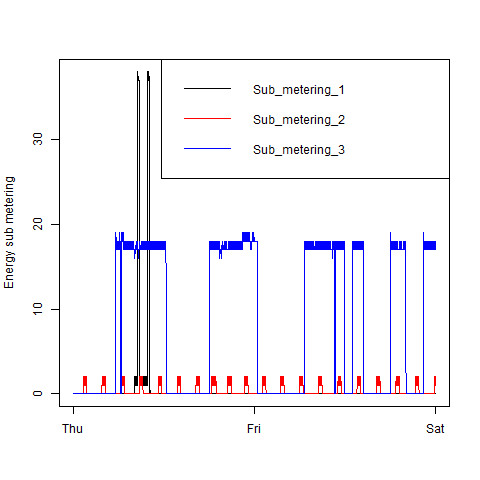 Sub_metering_1
Sub_metering_2
Sub_metering_3
Energy sub metering
30
20
10
0
Thu Fri Sat